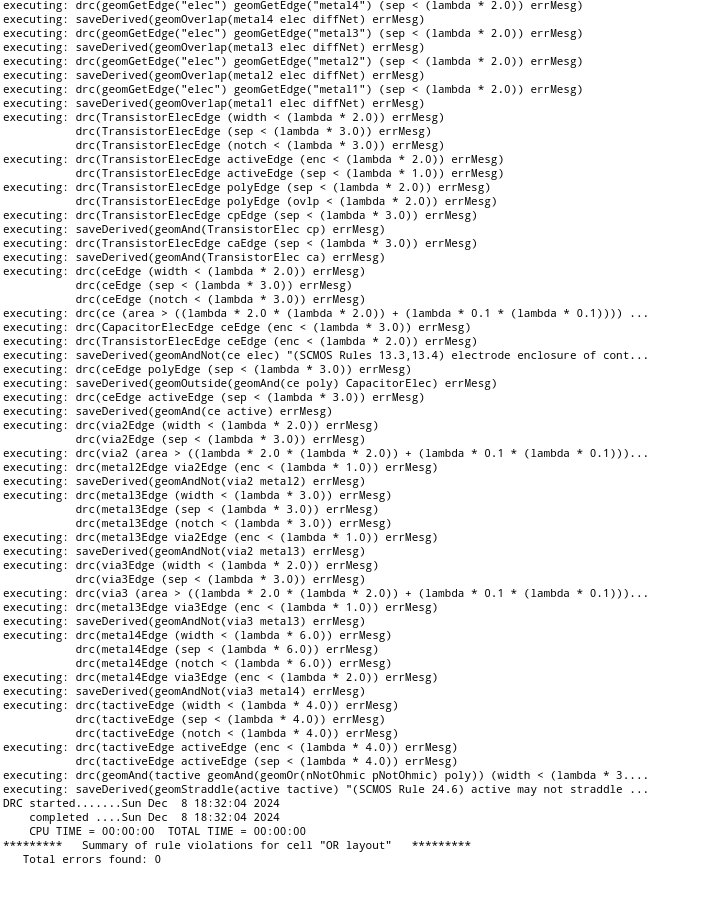 executing: drc(geomGetEdge("elec") geomGetEdge("metal4") (sep < (lambda * 2.0)) errMesg)
executing: saveDerived(geomOverlap(metal4 elec diffNet) errMesg)
executing: drc(geomGetEdge("elec") geomGetEdge("metal3") (sep < (lambda * 2.0)) errMesg)
executing: saveDerived(geomOverlap(metal3 elec diffNet) errMesg)
executing: drc(geomGetEdge("elec") geomGetEdge("metal2") (sep < (lambda * 2.0)) errMesg)
executing: saveDerived(geomOverlap(metal2 elec diffNet) errMesg)
executing: drc(geomGetEdge("elec") geomGetEdge("metal1") (sep < (lambda * 2.0)) errMesg)
executing: saveDerived(geomOverlap(metal1 elec diffNet) errMesg)
executing: drc(TransistorElecEdge (width < (lambda * 2.0)) errMesg)
           drc(TransistorElecEdge (sep < (lambda * 3.0)) errMesg)
           drc(TransistorElecEdge (notch < (lambda * 3.0)) errMesg)
executing: drc(TransistorElecEdge activeEdge (enc < (lambda * 2.0)) errMesg)
           drc(TransistorElecEdge activeEdge (sep < (lambda * 1.0)) errMesg)
executing: drc(TransistorElecEdge polyEdge (sep < (lambda * 2.0)) errMesg)
           drc(TransistorElecEdge polyEdge (ovlp < (lambda * 2.0)) errMesg)
executing: drc(TransistorElecEdge cpEdge (sep < (lambda * 3.0)) errMesg)
executing: saveDerived(geomAnd(TransistorElec cp) errMesg)
executing: drc(TransistorElecEdge caEdge (sep < (lambda * 3.0)) errMesg)
executing: saveDerived(geomAnd(TransistorElec ca) errMesg)
executing: drc(ceEdge (width < (lambda * 2.0)) errMesg)
           drc(ceEdge (sep < (lambda * 3.0)) errMesg)
           drc(ceEdge (notch < (lambda * 3.0)) errMesg)
executing: drc(ce (area > ((lambda * 2.0 * (lambda * 2.0)) + (lambda * 0.1 * (lambda * 0.1)))) ...
executing: drc(CapacitorElecEdge ceEdge (enc < (lambda * 3.0)) errMesg)
executing: drc(TransistorElecEdge ceEdge (enc < (lambda * 2.0)) errMesg)
executing: saveDerived(geomAndNot(ce elec) "(SCMOS Rules 13.3,13.4) electrode enclosure of cont...
executing: drc(ceEdge polyEdge (sep < (lambda * 3.0)) errMesg)
executing: saveDerived(geomOutside(geomAnd(ce poly) CapacitorElec) errMesg)
executing: drc(ceEdge activeEdge (sep < (lambda * 3.0)) errMesg)
executing: saveDerived(geomAnd(ce active) errMesg)
executing: drc(via2Edge (width < (lambda * 2.0)) errMesg)
           drc(via2Edge (sep < (lambda * 3.0)) errMesg)
executing: drc(via2 (area > ((lambda * 2.0 * (lambda * 2.0)) + (lambda * 0.1 * (lambda * 0.1)))...
executing: drc(metal2Edge via2Edge (enc < (lambda * 1.0)) errMesg)
executing: saveDerived(geomAndNot(via2 metal2) errMesg)
executing: drc(metal3Edge (width < (lambda * 3.0)) errMesg)
           drc(metal3Edge (sep < (lambda * 3.0)) errMesg)
           drc(metal3Edge (notch < (lambda * 3.0)) errMesg)
executing: drc(metal3Edge via2Edge (enc < (lambda * 1.0)) errMesg)
executing: saveDerived(geomAndNot(via2 metal3) errMesg)
executing: drc(via3Edge (width < (lambda * 2.0)) errMesg)
           drc(via3Edge (sep < (lambda * 3.0)) errMesg)
executing: drc(via3 (area > ((lambda * 2.0 * (lambda * 2.0)) + (lambda * 0.1 * (lambda * 0.1)))...
executing: drc(metal3Edge via3Edge (enc < (lambda * 1.0)) errMesg)
executing: saveDerived(geomAndNot(via3 metal3) errMesg)
executing: drc(metal4Edge (width < (lambda * 6.0)) errMesg)
           drc(metal4Edge (sep < (lambda * 6.0)) errMesg)
           drc(metal4Edge (notch < (lambda * 6.0)) errMesg)
executing: drc(metal4Edge via3Edge (enc < (lambda * 2.0)) errMesg)
executing: saveDerived(geomAndNot(via3 metal4) errMesg)
executing: drc(tactiveEdge (width < (lambda * 4.0)) errMesg)
           drc(tactiveEdge (sep < (lambda * 4.0)) errMesg)
           drc(tactiveEdge (notch < (lambda * 4.0)) errMesg)
executing: drc(tactiveEdge activeEdge (enc < (lambda * 4.0)) errMesg)
           drc(tactiveEdge activeEdge (sep < (lambda * 4.0)) errMesg)
executing: drc(geomAnd(tactive geomAnd(geomOr(nNotOhmic pNotOhmic) poly)) (width < (lambda * 3....
executing: saveDerived(geomStraddle(active tactive) "(SCMOS Rule 24.6) active may not straddle ...
DRC started.......Sun Dec  8 18:32:04 2024
    completed ....Sun Dec  8 18:32:04 2024
    CPU TIME = 00:00:00  TOTAL TIME = 00:00:00
*********   Summary of rule violations for cell "OR layout"   *********
   Total errors found: 0